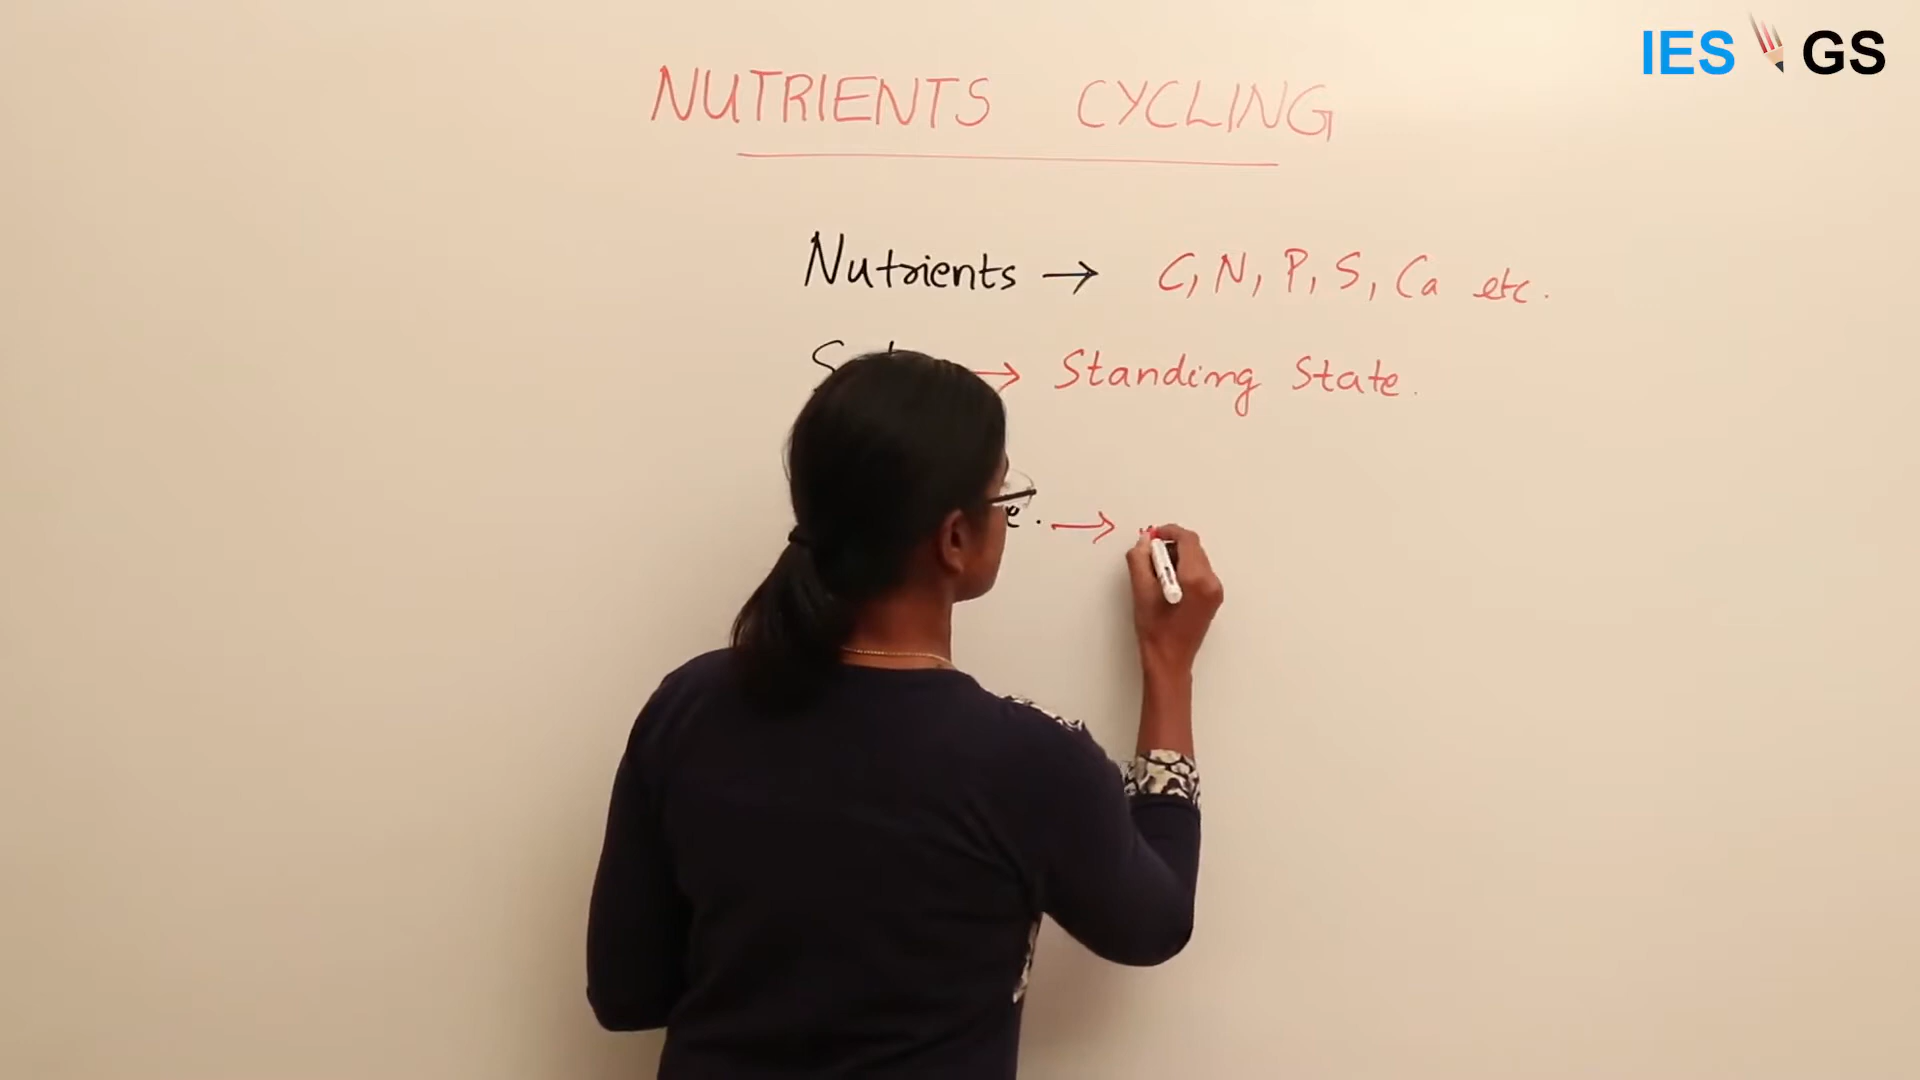 IES GS
NUTRIENTS CYCLING
Nutrients → C, N, P, S, Ca etc.
→ Standing State.
→